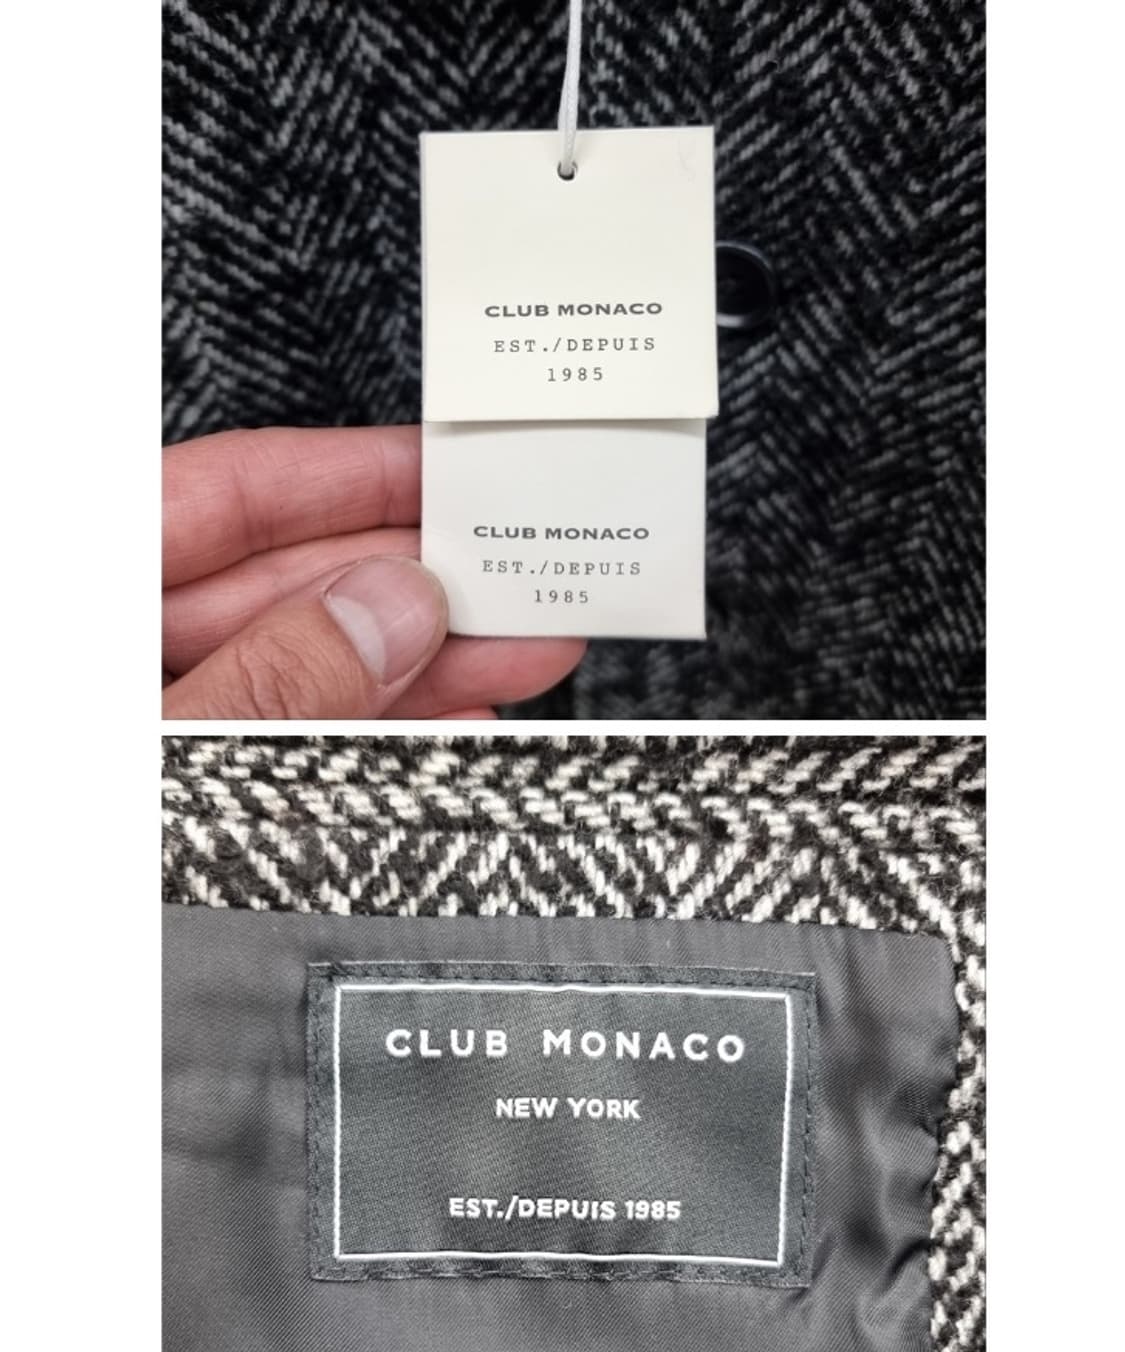 CLUB MONACO
EST./DEPUIS
1985
CLUB MONACO
EST./DEPUIS
1985
CLUB MONACO
NEW YORK
EST./DEPUIS 1985